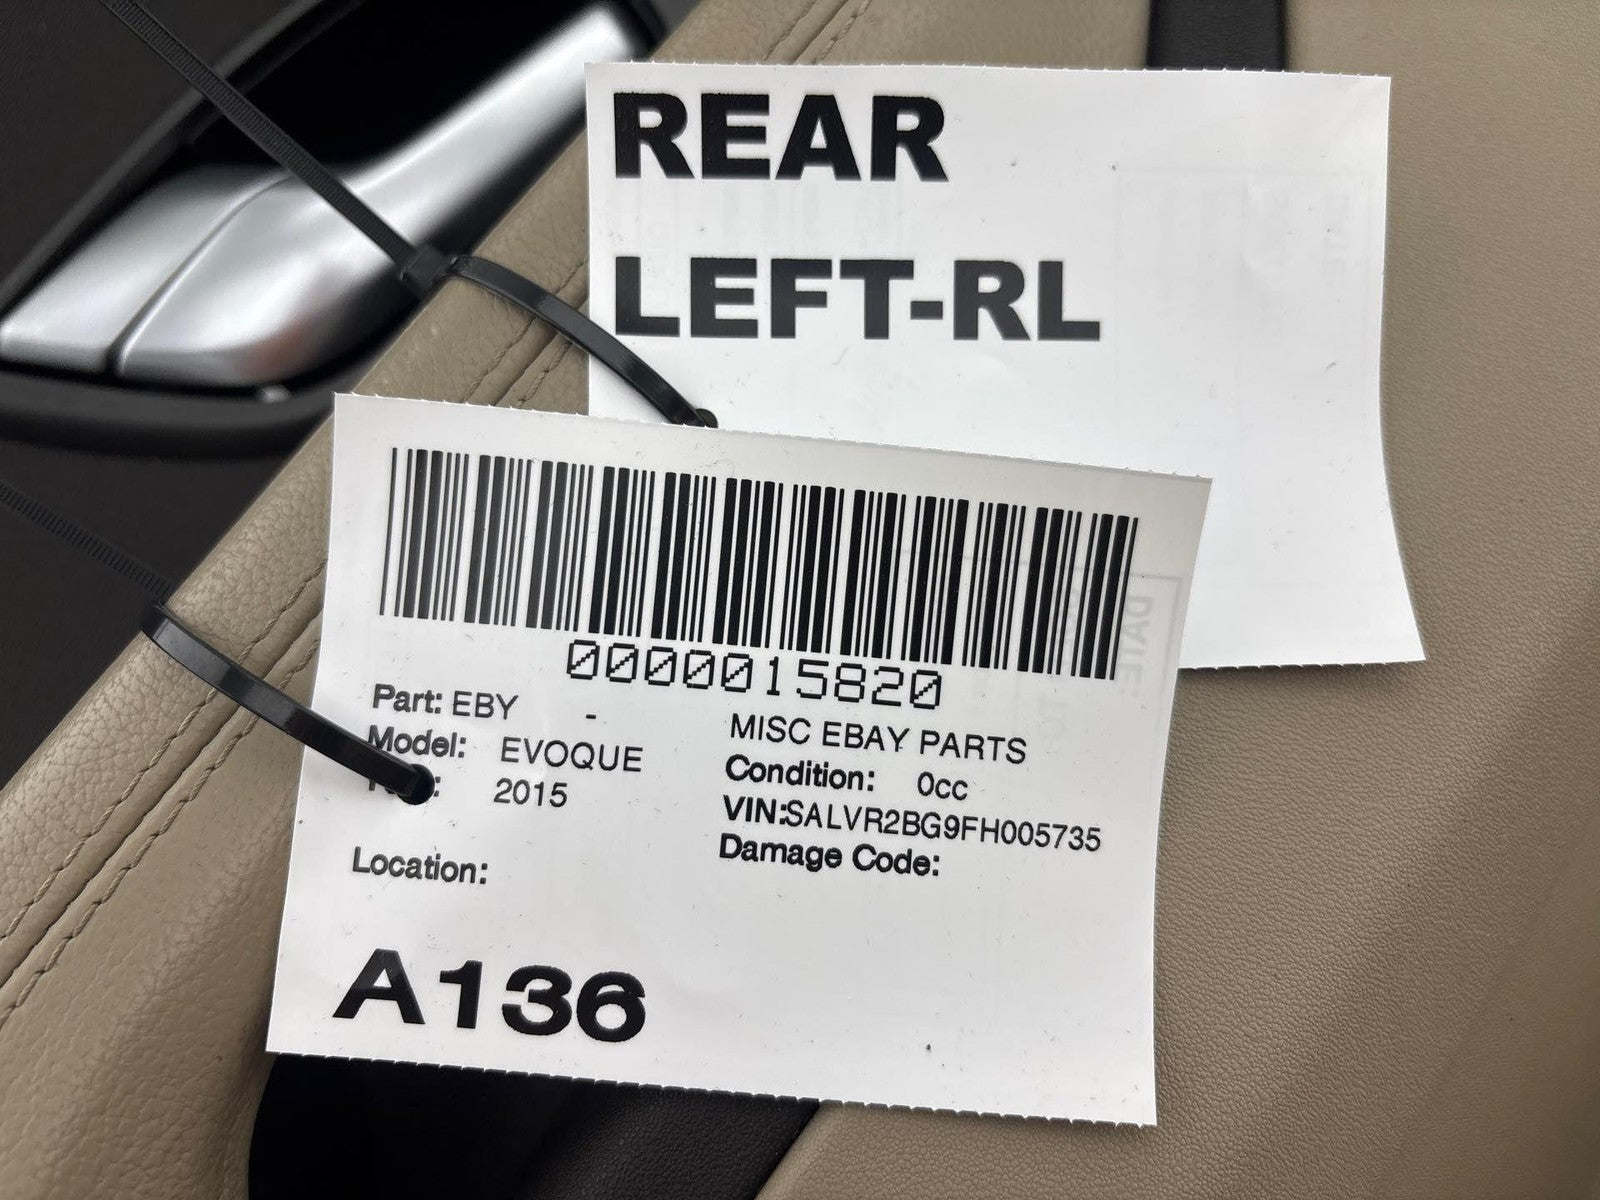 REAR
LEFT-RL
0000015820
Part: EBY -
MISC EBAY PARTS
Model: EVOQUE
Condition: 0cc
2015
VIN:SALVR2BG9FH005735
Damage Code:
Location:
A136